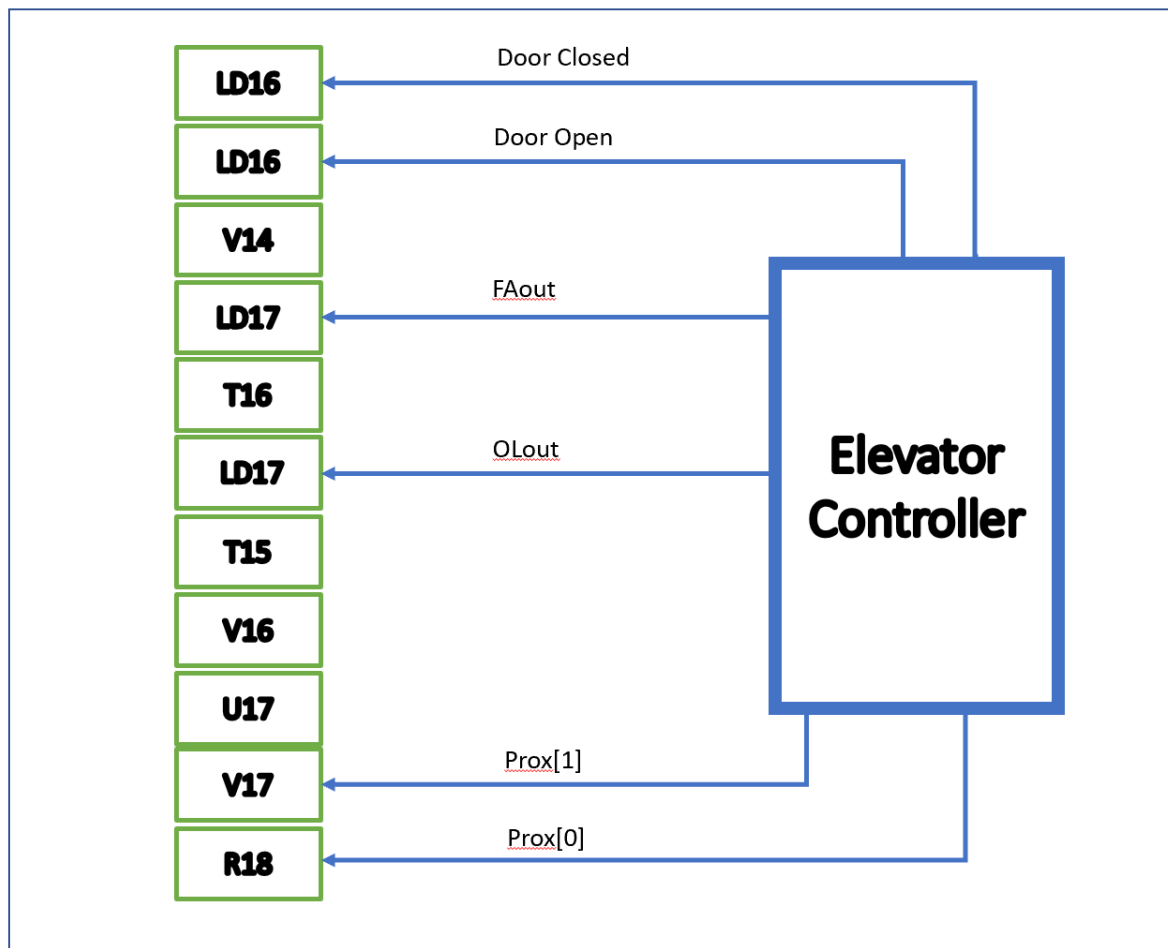 Door Closed
LD16
Door Open
LD16
V14
FAout
LD17
T16
OLout
LD17
Elevator
Controller
T15
V16
U17
Prox[1]
V17
Prox[0]
R18